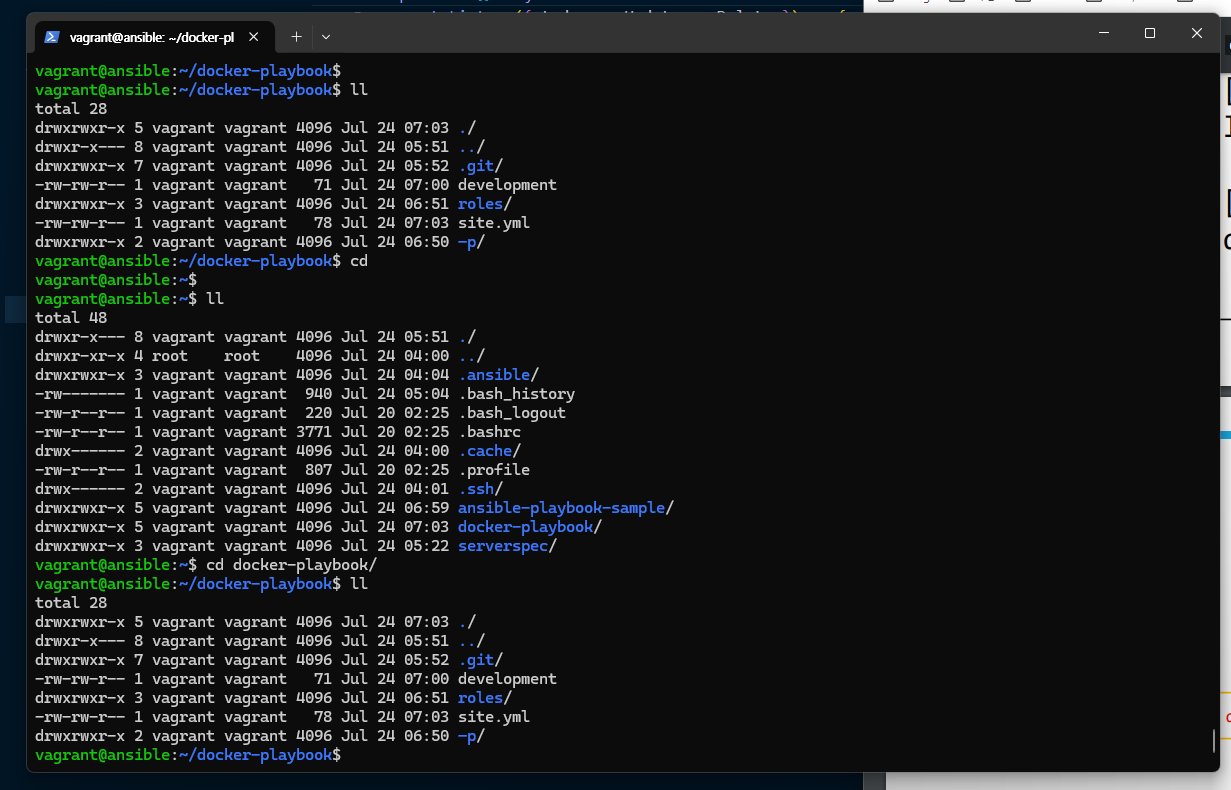 vagrant@ansible: ~/docker-pl
vagrant@ansible:~/docker-playbook$
vagrant@ansible:~/docker-playbook$ ll
total 28
drwxrwxr-x 5 vagrant vagrant 4096 Jul 24 07:03 ./
drwxr-x--- 8 vagrant vagrant 4096 Jul 24 05:51 ../
drwxrwxr-x 7 vagrant vagrant 4096 Jul 24 05:52 .git/
-rw-rw-r-- 1 vagrant vagrant   71 Jul 24 07:00 development
drwxrwxr-x 3 vagrant vagrant 4096 Jul 24 06:51 roles/
-rw-rw-r-- 1 vagrant vagrant   78 Jul 24 07:03 site.yml
drwxrwxr-x 2 vagrant vagrant 4096 Jul 24 06:50 -p/
vagrant@ansible:~/docker-playbook$ cd
vagrant@ansible:~$
vagrant@ansible:~$ ll
total 48
drwxr-x--- 8 vagrant vagrant 4096 Jul 24 05:51 ./
drwxr-xr-x 4 root    root    4096 Jul 24 04:00 ../
drwxrwxr-x 3 vagrant vagrant 4096 Jul 24 04:04 .ansible/
-rw------- 1 vagrant vagrant  940 Jul 24 05:04 .bash_history
-rw-r--r-- 1 vagrant vagrant  220 Jul 20 02:25 .bash_logout
-rw-r--r-- 1 vagrant vagrant 3771 Jul 20 02:25 .bashrc
drwx------ 2 vagrant vagrant 4096 Jul 24 04:00 .cache/
-rw-r--r-- 1 vagrant vagrant  807 Jul 20 02:25 .profile
drwx------ 2 vagrant vagrant 4096 Jul 24 04:01 .ssh/
drwxrwxr-x 5 vagrant vagrant 4096 Jul 24 06:59 ansible-playbook-sample/
drwxrwxr-x 5 vagrant vagrant 4096 Jul 24 07:03 docker-playbook/
drwxrwxr-x 3 vagrant vagrant 4096 Jul 24 05:22 serverspec/
vagrant@ansible:~$ cd docker-playbook/
vagrant@ansible:~/docker-playbook$ ll
total 28
drwxrwxr-x 5 vagrant vagrant 4096 Jul 24 07:03 ./
drwxr-x--- 8 vagrant vagrant 4096 Jul 24 05:51 ../
drwxrwxr-x 7 vagrant vagrant 4096 Jul 24 05:52 .git/
-rw-rw-r-- 1 vagrant vagrant   71 Jul 24 07:00 development
drwxrwxr-x 3 vagrant vagrant 4096 Jul 24 06:51 roles/
-rw-rw-r-- 1 vagrant vagrant   78 Jul 24 07:03 site.yml
drwxrwxr-x 2 vagrant vagrant 4096 Jul 24 06:50 -p/
vagrant@ansible:~/docker-playbook$